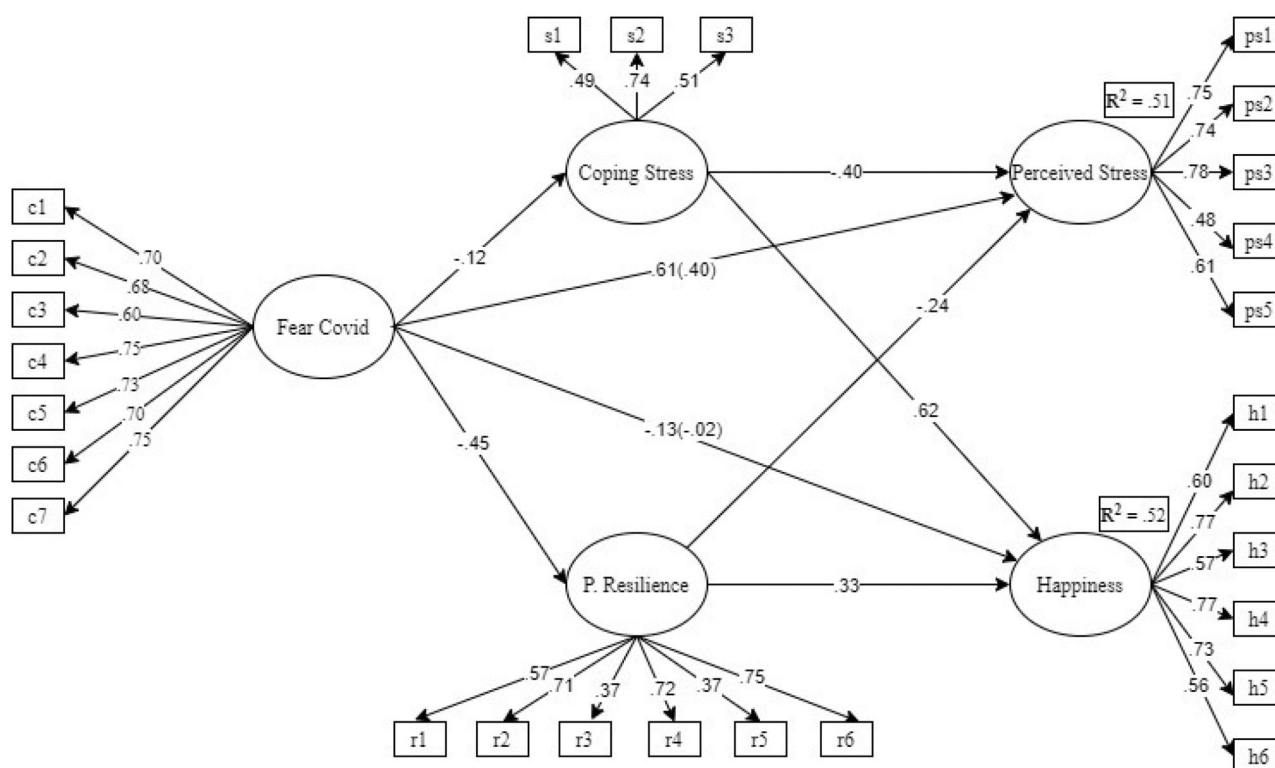 s1
s2
s3
.49
.74
.51
ps1
ps2
ps3
ps4
ps5
.75
.74
.78
.48
.61
R² = .51
Coping Stress
-.40
Perceived Stress
c1
c2
c3
c4
c5
c6
c7
.70
.68
.60
.75
.73
.70
.75
Fear Covid
-.12
.61(.40)
-.24
-.13(-.02)
.62
-.45
P. Resilience
.33
R² = .52
Happiness
h1
h2
h3
h4
h5
h6
.60
.77
.57
.77
.73
.56
.57
.71
.37
.72
.37
.75
r1
r2
r3
r4
r5
r6